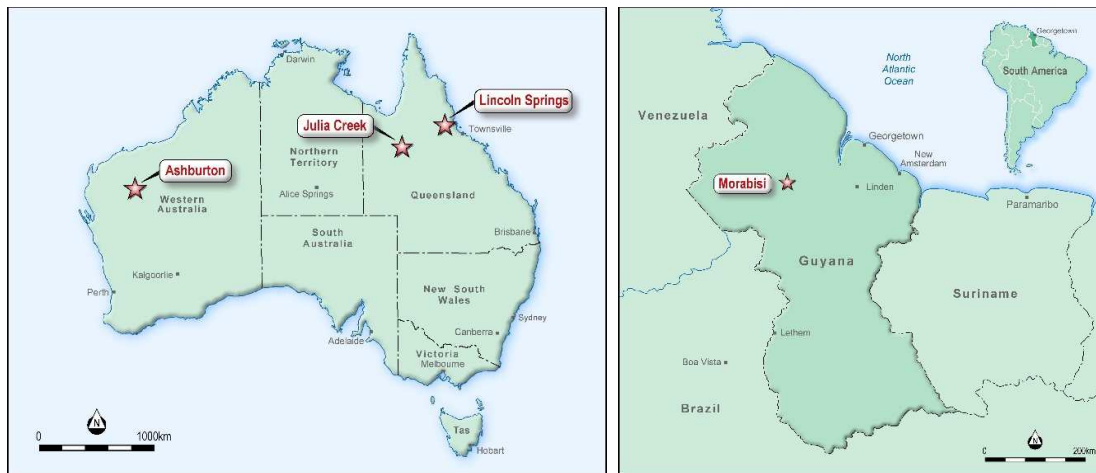 Darwin
Lincoln Springs
Julia Creek
Townsville
Northern
Territory
Ashburton
Alice Springs
Queensland
Western
Australia
South
Australia
Brisbane
Kalgoorlie
New South
Wales
Perth
Sydney
Adelaide
Canberra
Victoria
Melbourne
N
0 1000km
Tas
Hobart
Georgetown
North
Atlantic
Ocean
South America
Venezuela
Georgetown
New
Amsterdam
Morabisi
Linden
Paramaribo
Guyana
Suriname
Lethem
Boa Vista
Brazil
N
0 200km